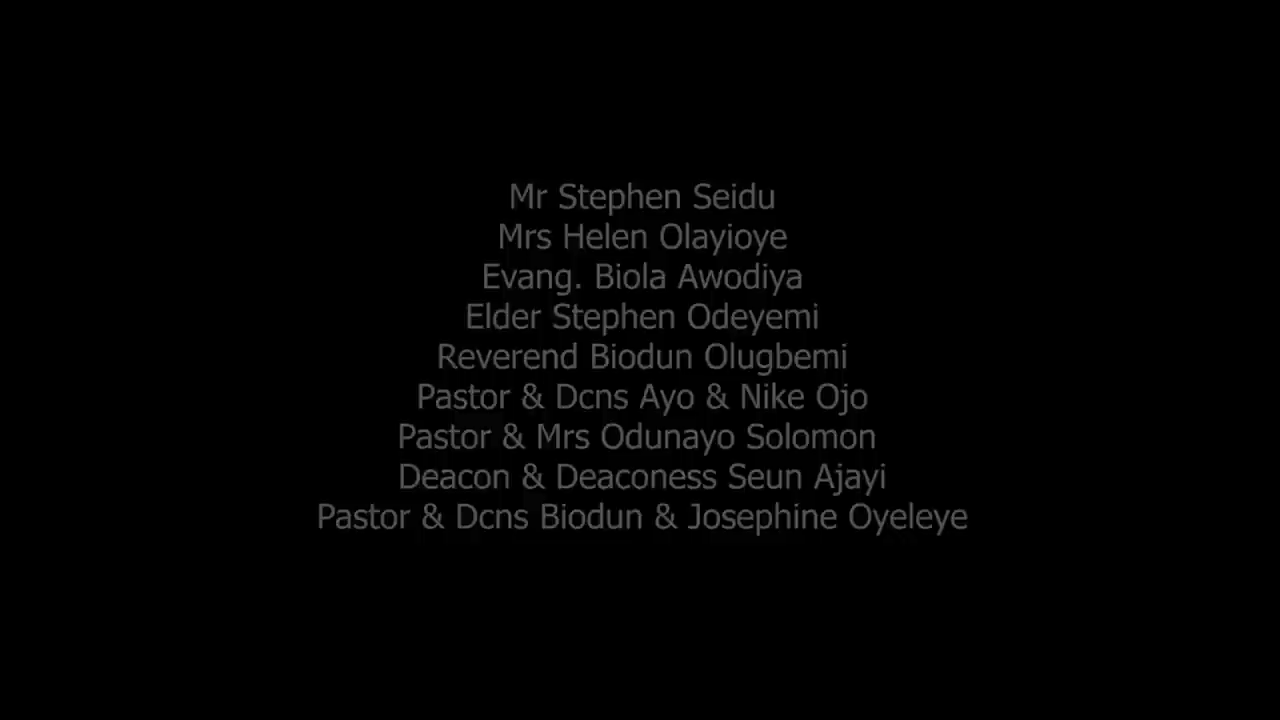 Mr Stephen Seidu
Mrs Helen Olayioye
Evang. Biola Awodiya
Elder Stephen Odeyemi
Reverend Biodun Olugbemi
Pastor & Dcns Ayo & Nike Ojo
Pastor & Mrs Odunayo Solomon
Deacon & Deaconess Seun Ajayi
Pastor & Dcns Biodun & Josephine Oyeleye